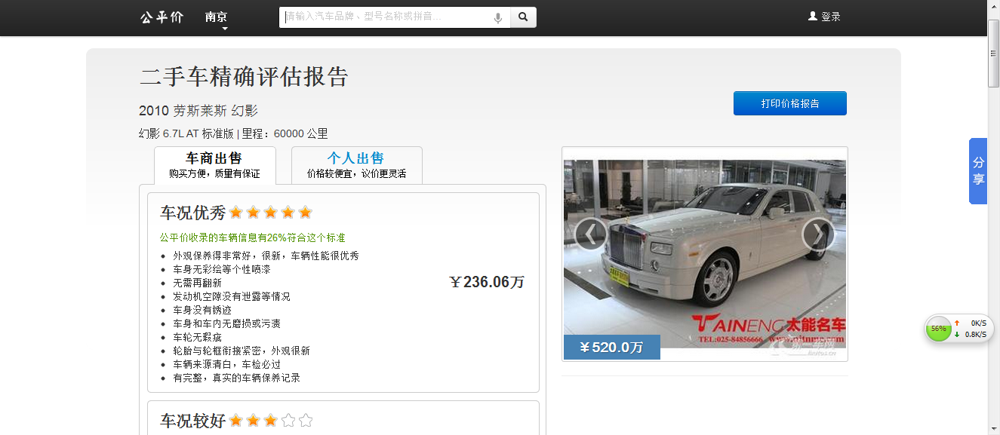 公平价
南京
请输入汽车品牌、型号名称或拼音...
登录
二手车精确评估报告
2010 劳斯莱斯 幻影
打印价格报告
幻影 6.7L AT 标准版 | 里程：60000 公里
车商出售
购买方便，质量有保证
个人出售
价格较便宜，议价更灵活
分享
车况优秀
公平价收录的车辆信息有26%符合这个标准
外观保养得非常好，很新，车辆性能很优秀
车身无彩绘等个性喷漆
无需再翻新
发动机空隙没有泄露等情况
车身没有锈迹
车身和车内无磨损或污渍
车轮无瑕疵
轮胎与轮框衔接紧密，外观很新
车辆来源清白，车检必过
有完整，真实的车辆保养记录
￥236.06万
TAINENG太能名车
TEL:025-84856666
第一车网
￥520.0万
56%
0K/S
0.8K/S
车况较好